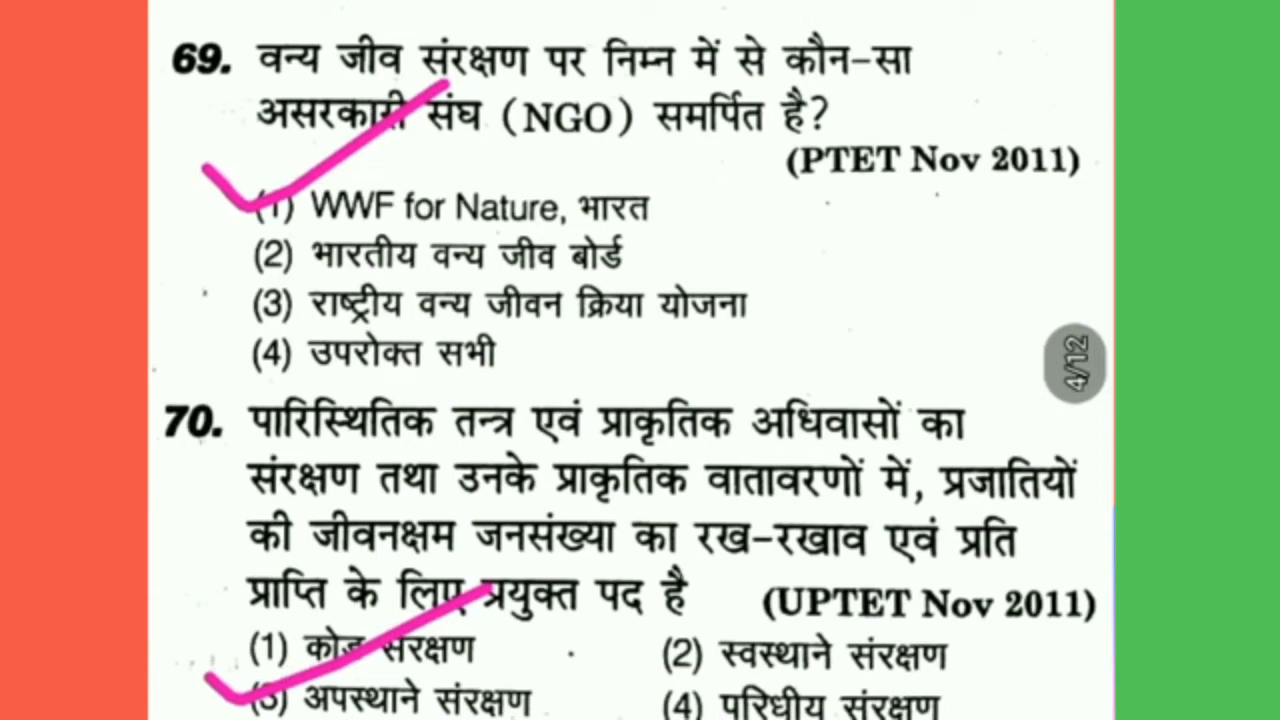 69. वन्य जीव संरक्षण पर निम्न में से कौन-सा
असरकारी संघ (NGO) समर्पित है?
(PTET Nov 2011)
(1) WWF for Nature, भारत
(2) भारतीय वन्य जीव बोर्ड
(3) राष्ट्रीय वन्य जीवन क्रिया योजना
(4) उपरोक्त सभी
4/12
70. पारिस्थितिक तन्त्र एवं प्राकृतिक अधिवासों का
संरक्षण तथा उनके प्राकृतिक वातावरणों में, प्रजातियों
की जीवनक्षम जनसंख्या का रख-रखाव एवं प्रति
प्राप्ति के लिए प्रयुक्त पद है (UPTET Nov 2011)
(1) कोड संरक्षण (2) स्वस्थाने संरक्षण
(3) अपस्थाने संरक्षण (4) परिधीय संरक्षण